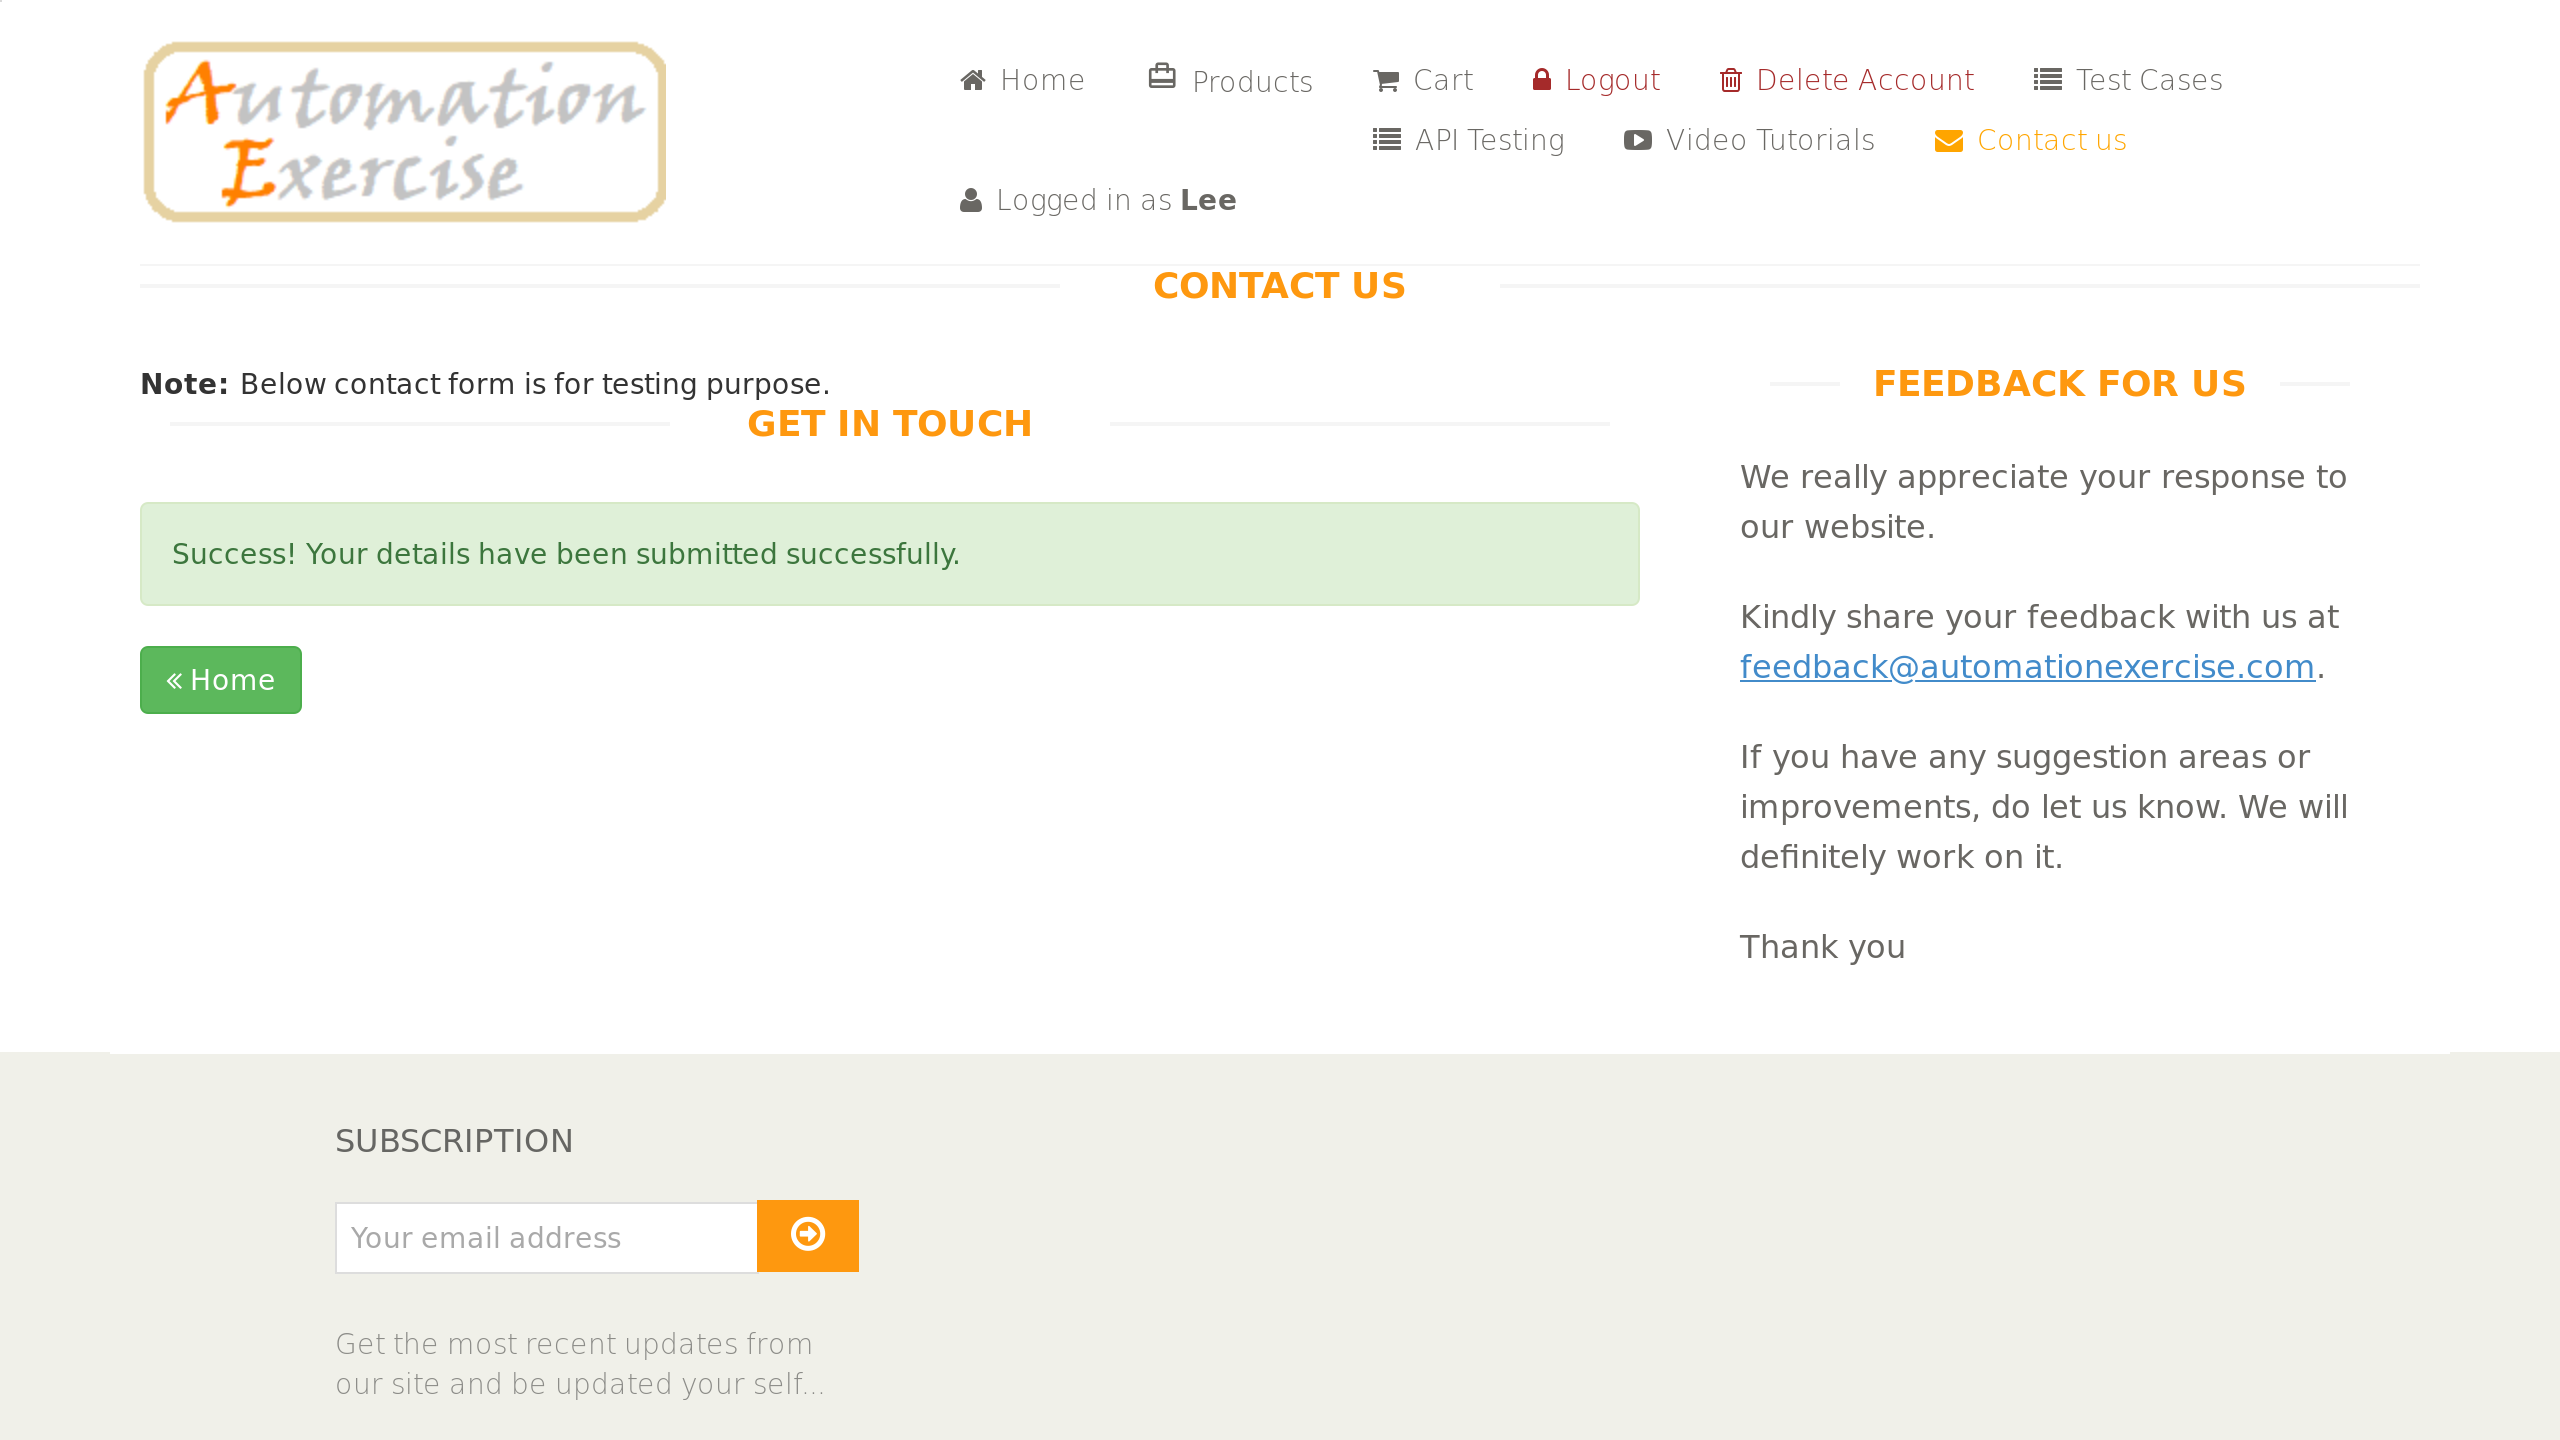 Automation
Exercise
Home
Products
Cart
Logout
Delete Account
Test Cases
API Testing
Video Tutorials
Contact us
Logged in as Lee
CONTACT US
Note: Below contact form is for testing purpose.
GET IN TOUCH
Success! Your details have been submitted successfully.
« Home
FEEDBACK FOR US
We really appreciate your response to
our website.
Kindly share your feedback with us at
feedback@automationexercise.com.
If you have any suggestion areas or
improvements, do let us know. We will
definitely work on it.
Thank you
SUBSCRIPTION
Your email address
Get the most recent updates from
our site and be updated your self...